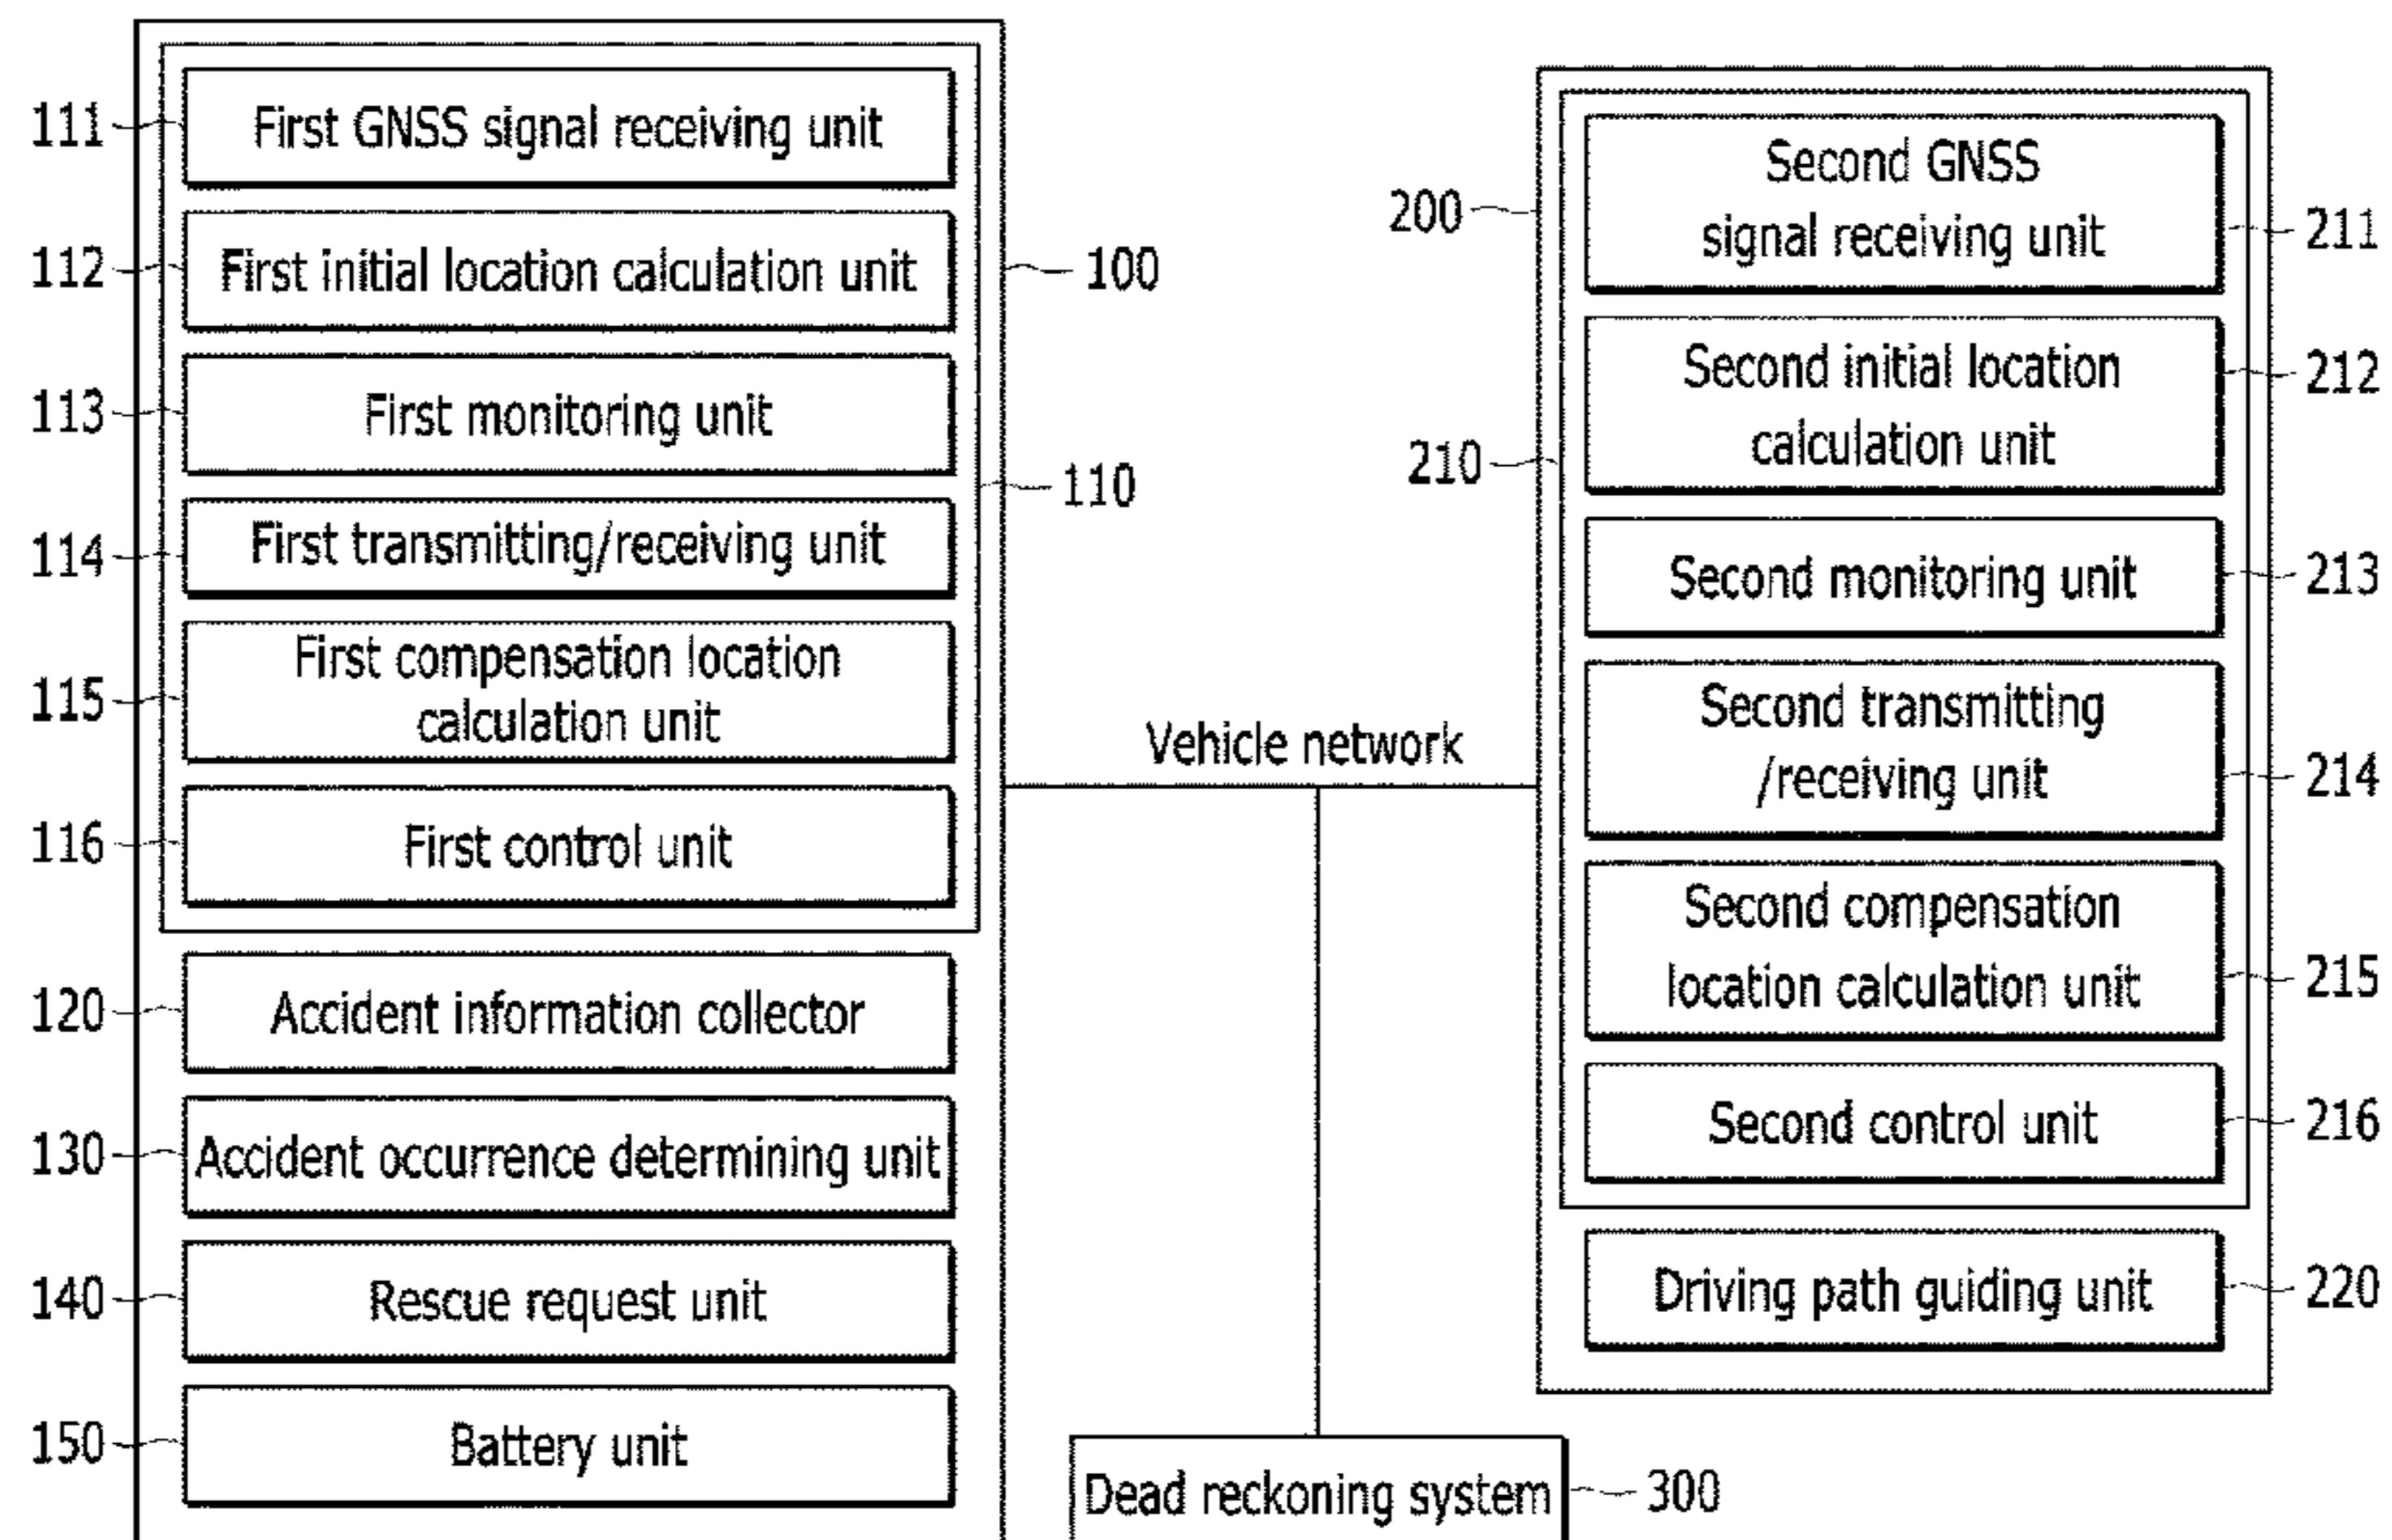 111
First GNSS signal receiving unit
112
First initial location calculation unit
100
113
First monitoring unit
110
114
First transmitting/receiving unit
115
First compensation location
calculation unit
116
First control unit
120
Accident information collector
130
Accident occurrence determining unit
140
Rescue request unit
150
Battery unit
Vehicle network
Dead reckoning system
300
200
Second GNSS
signal receiving unit
211
210
Second initial location
calculation unit
212
Second monitoring unit
213
Second transmitting
/receiving unit
214
Second compensation
location calculation unit
215
Second control unit
216
Driving path guiding unit
220